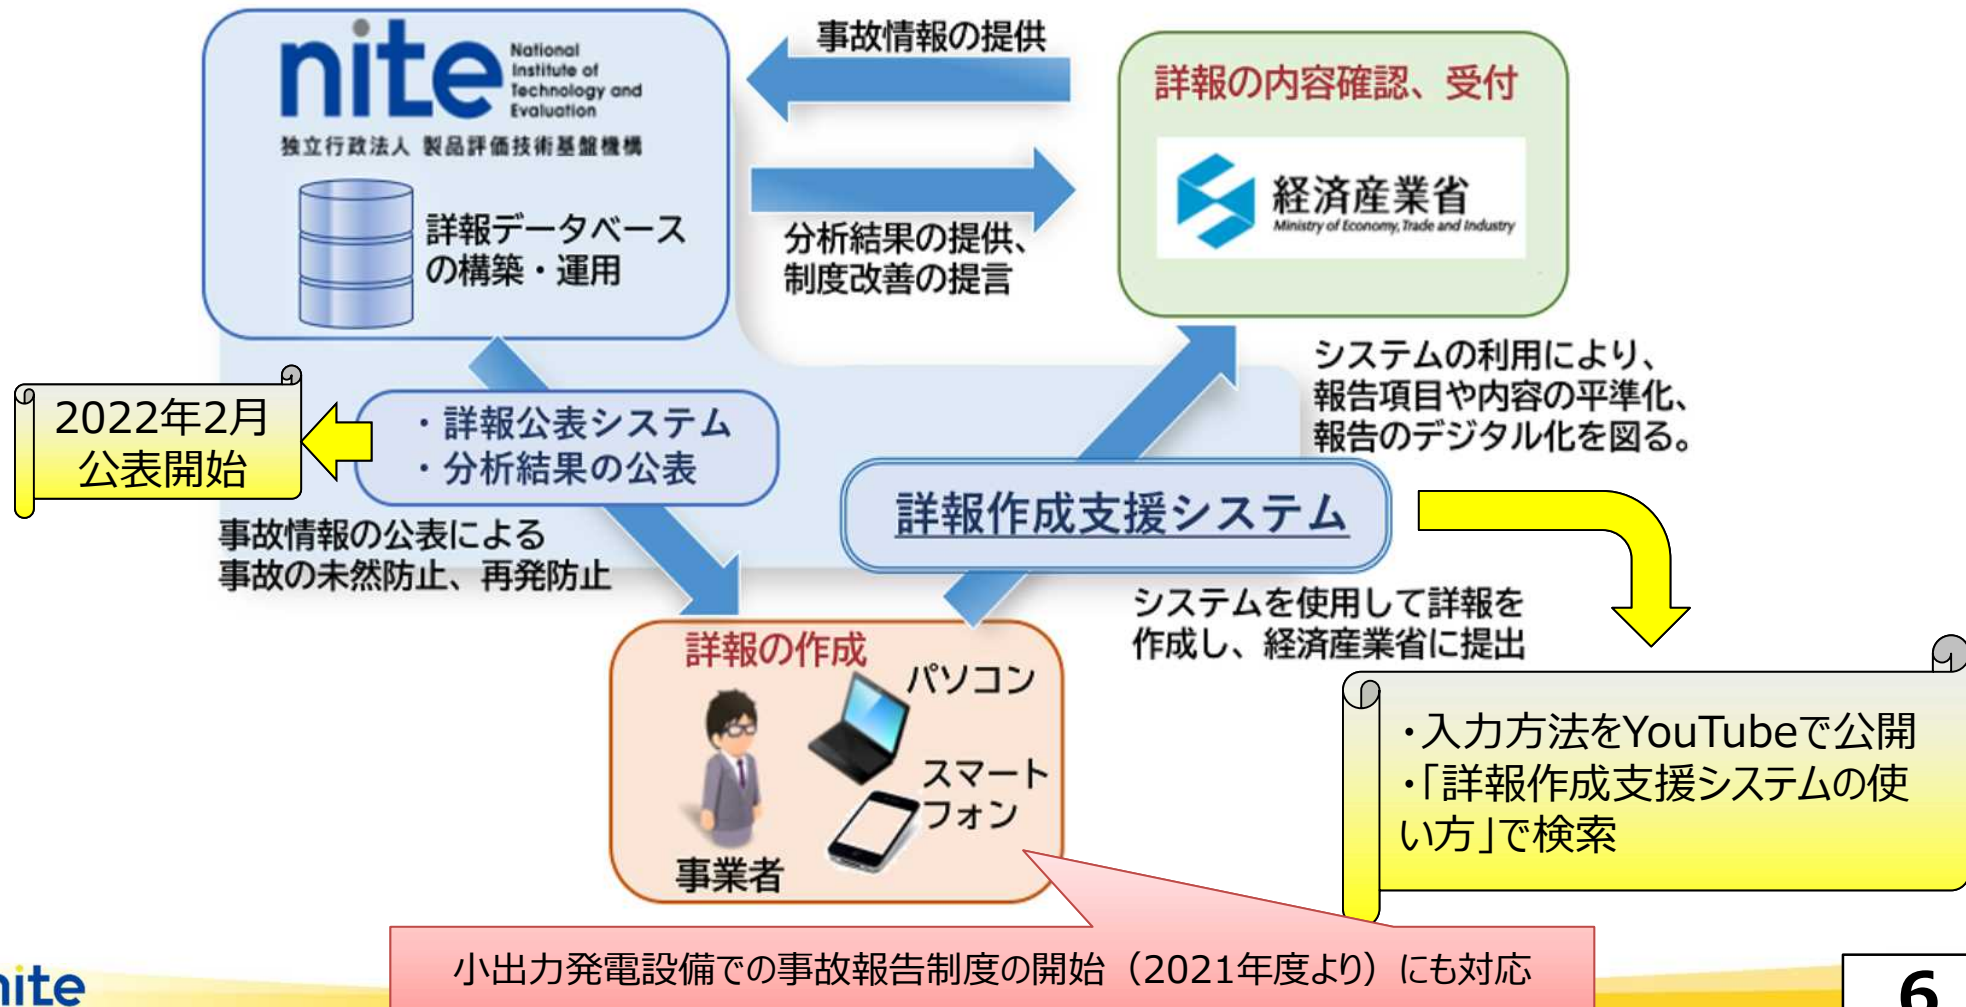 nite
National
Institute of
Technology and
Evaluation
独立行政法人 製品評価技術基盤機構
詳報データベース
の構築・運用
事故情報の提供
分析結果の提供、
制度改善の提言
詳報の内容確認、受付
経済産業省
Ministry of Economy, Trade and Industry
システムの利用により、
報告項目や内容の平準化、
報告のデジタル化を図る。
2022年2月
公表開始
・詳報公表システム
・分析結果の公表
事故情報の公表による
事故の未然防止、再発防止
詳報作成支援システム
システムを使用して詳報を
作成し、経済産業省に提出
詳報の作成
パソコン
スマート
フォン
事業者
・入力方法をYouTubeで公開
・「詳報作成支援システムの使
い方」で検索
小出力発電設備での事故報告制度の開始（2021年度より）にも対応
nite
6